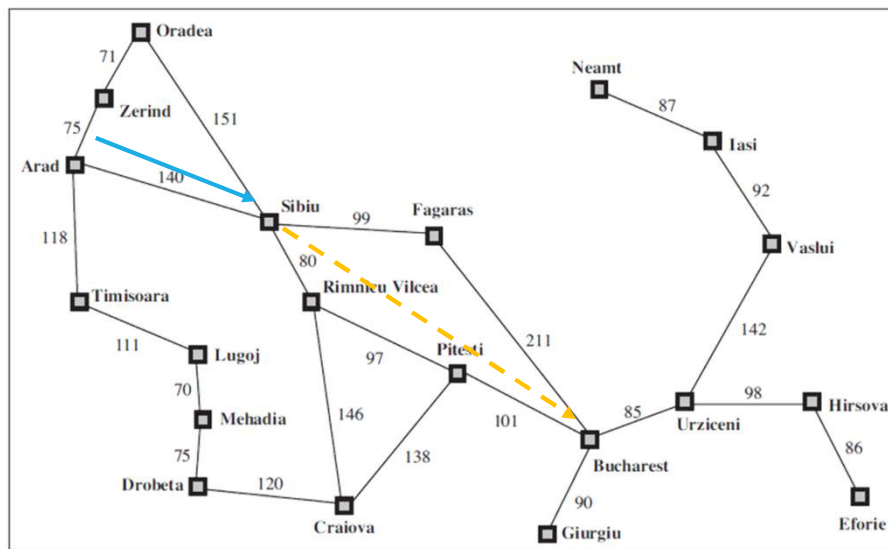 Oradea
71
Neamt
87
Zerind
151
75
Iasi
Arad
140
92
Sibiu
99
Fagaras
118
Vaslui
80
Timisoara
Rimnicu Vilcea
142
111
211
Lugoj
97
Pitesti
70
98
Hirsova
146
101
85
Urziceni
Mehadia
138
86
75
Bucharest
Drobeta
120
90
Craiova
Giurgiu
Eforie